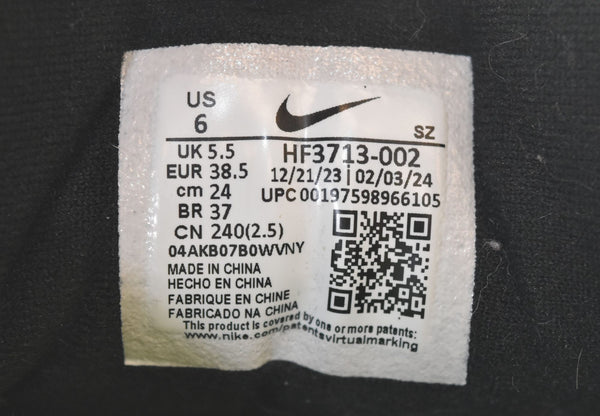 US
6
SZ
UK 5.5
HF3713-002
EUR 38.5
12/21/23 | 02/03/24
cm 24
UPC 00197598966105
BR 37
CN 240(2.5)
04AKB07B0WVVNY
MADE IN CHINA
HECHO EN CHINA
FABRIQUE EN CHINE
FABRICADO NA CHINA
This product is covered by one or more patents:
www.nike.com/patentsvirtualmarking